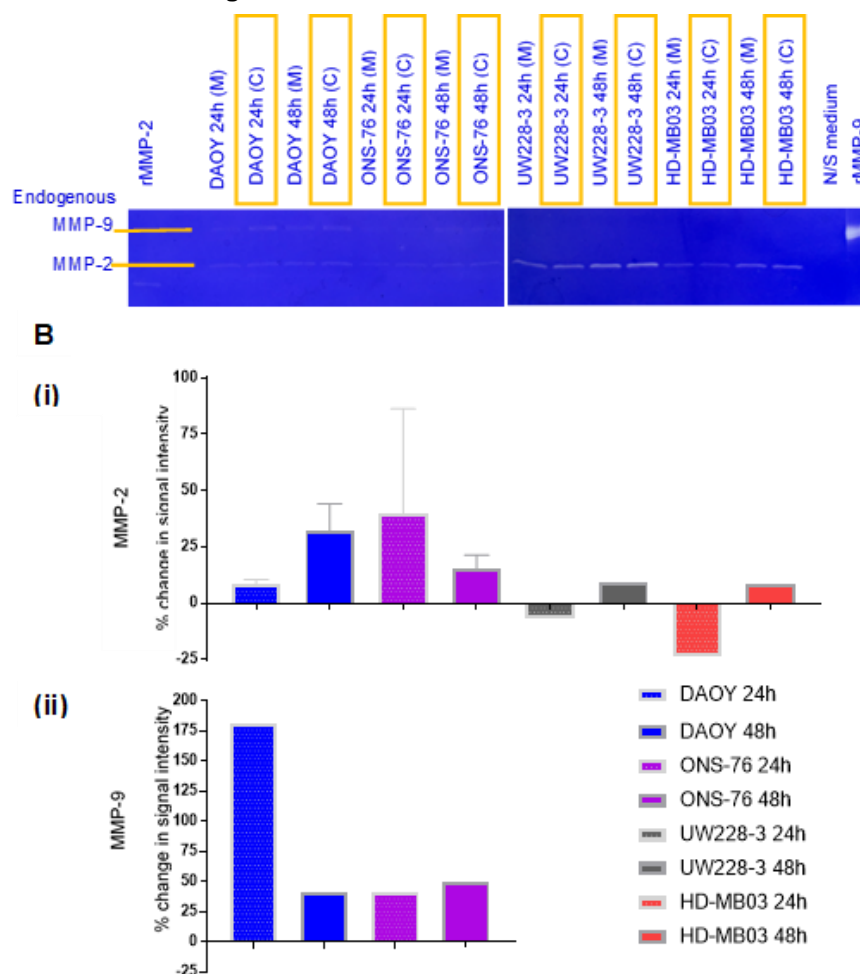 rMMP-2
DAOY 24h (M)
DAOY 24h (C)
DAOY 48h (M)
DAOY 48h (C)
ONS-76 24h (M)
ONS-76 24h (C)
ONS-76 48h (M)
ONS-76 48h (C)
UW228-3 24h (M)
UW228-3 24h (C)
UW228-3 48h (M)
UW228-3 48h (C)
HD-MB03 24h (M)
HD-MB03 24h (C)
HD-MB03 48h (M)
HD-MB03 48h (C)
N/S medium
rMMP-9
Endogenous
MMP-9
MMP-2
B
(i)
MMP-2
% change in signal intensity
100
75
50
25
0
-25
(ii)
MMP-9
% change in signal intensity
200
175
150
125
100
75
50
25
0
-25
DAOY 24h
DAOY 48h
ONS-76 24h
ONS-76 48h
UW228-3 24h
UW228-3 48h
HD-MB03 24h
HD-MB03 48h